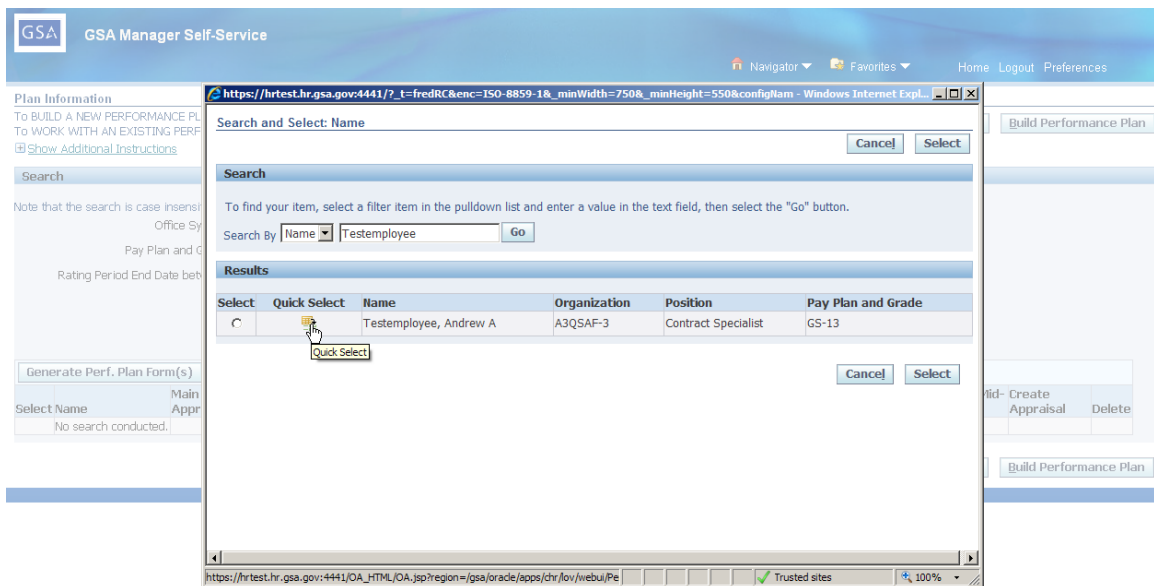 GSA
GSA Manager Self-Service
Navigator
Favorites
Home Logout Preferences
Plan Information
To BUILD A NEW PERFORMANCE PL
To WORK WITH AN EXISTING PERF
Show Additional Instructions
Build Performance Plan
Search
Note that the search is case insensi
Office Sy
Pay Plan and G
Rating Period End Date betw
https://hrtest.hr.gsa.gov:4441/?_t=fredRC&enc=ISO-8859-1&_minWidth=750&_minHeight=550&configNam - Windows Internet Expl...
Search and Select: Name
Cancel Select
Search
To find your item, select a filter item in the pulldown list and enter a value in the text field, then select the "Go" button.
Search By Name Testemployee Go
Results
Select Quick Select Name Organization Position Pay Plan and Grade
Testemployee, Andrew A A3QSAF-3 Contract Specialist GS-13
Quick Select
Cancel Select
Generate Perf. Plan Form(s)
Select Name Main Appr
Mid- Create Appraisal Delete
No search conducted.
Build Performance Plan
https://hrtest.hr.gsa.gov:4441/OA_HTML/OA.jsp?region=/gsa/oracle/apps/chr/lov/webui/Pe Trusted sites 100%